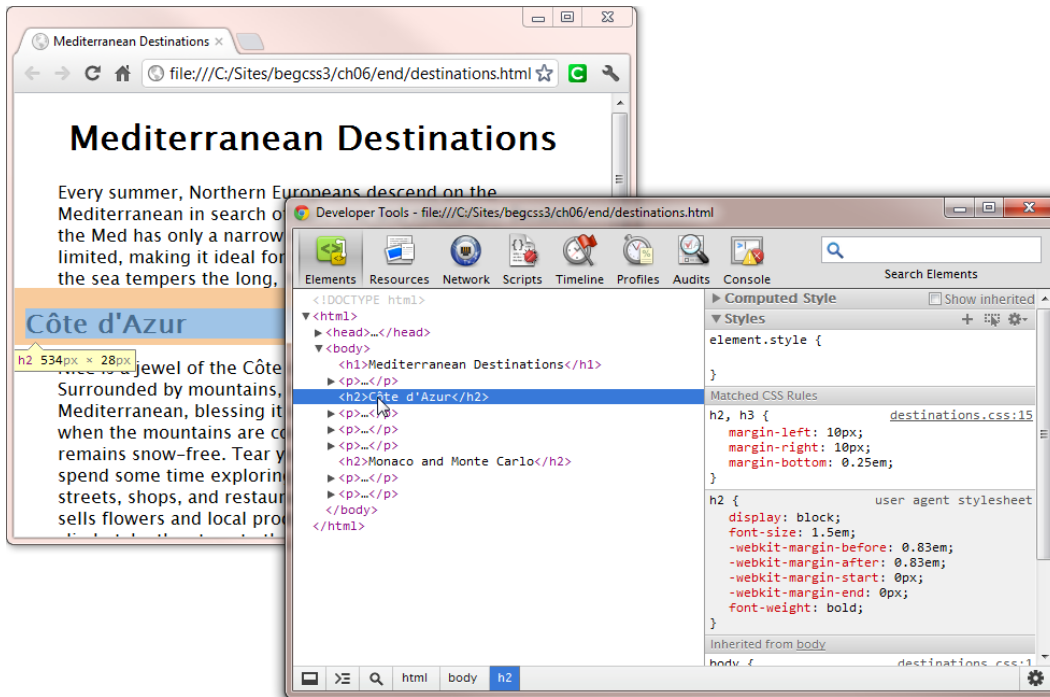 Mediterranean Destinations
file:///C:/Sites/begcss3/ch06/end/destinations.html
Mediterranean Destinations
Every summer, Northern Europeans descend on the
Mediterranean in search o
the Med has only a narrow
limited, making it ideal for
the sea tempers the long,
Côte d'Azur
h2 534px × 28px
jewel of the Côte
Surrounded by mountains,
Mediterranean, blessing it
when the mountains are co
remains snow-free. Tear y
spend some time exploring
streets, shops, and restaur
sells flowers and local prod
Developer Tools - file:///C:/Sites/begcss3/ch06/end/destinations.html
Elements Resources Network Scripts Timeline Profiles Audits Console Search Elements
<!DOCTYPE html>
<html>
<head>…</head>
<body>
<h1>Mediterranean Destinations</h1>
<p>…</p>
<h2>Côte d'Azur</h2>
<p>…</p>
<p>…</p>
<p>…</p>
<h2>Monaco and Monte Carlo</h2>
<p>…</p>
<p>…</p>
</body>
</html>
Computed Style Show inherited
Styles
element.style {
}
Matched CSS Rules
h2, h3 { destinations.css:15
margin-left: 10px;
margin-right: 10px;
margin-bottom: 0.25em;
}
h2 { user agent stylesheet
display: block;
font-size: 1.5em;
-webkit-margin-before: 0.83em;
-webkit-margin-after: 0.83em;
-webkit-margin-start: 0px;
-webkit-margin-end: 0px;
font-weight: bold;
}
Inherited from body
body { destinations.css:1
html body h2